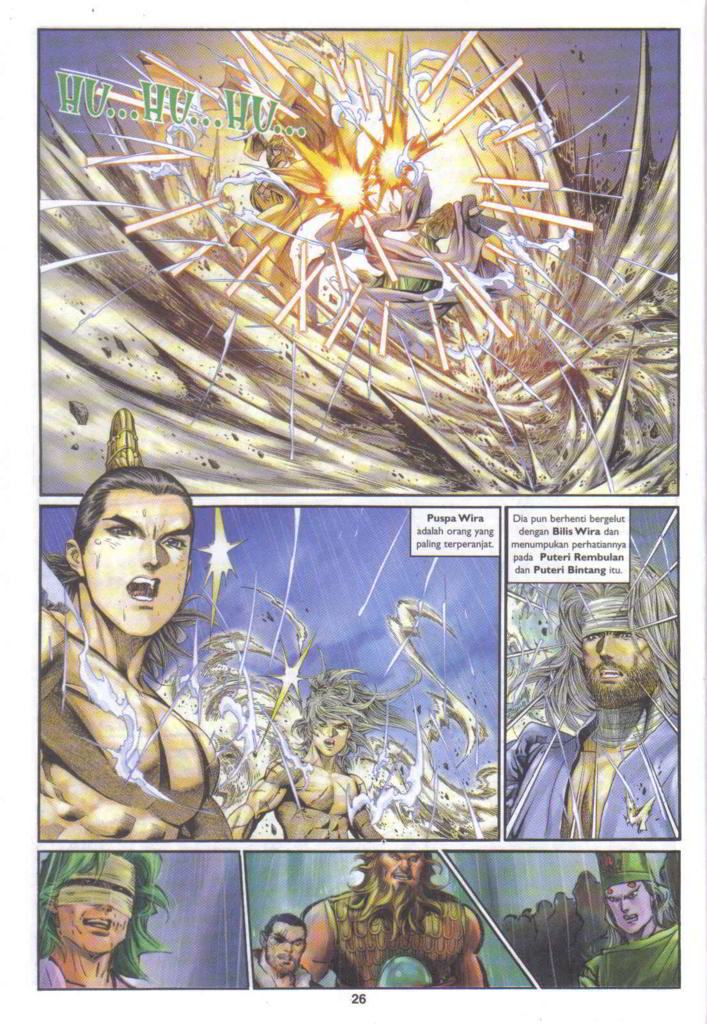 HU...HU...HU...
Puspa Wira
adalah orang yang
paling terperanjat.
Dia pun berhenti bergelut
dengan Bilis Wira dan
menumpukan perhatiannya
pada Puteri Rembulan
dan Puteri Bintang itu.
26